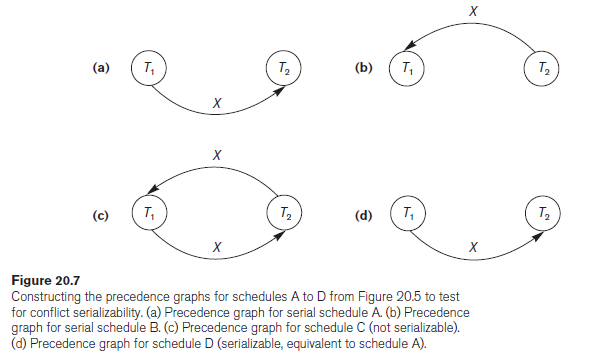 X
(a) T1 T2 (b) T1 T2
X
X
(c) T1 T2 (d) T1 T2
X X
Figure 20.7
Constructing the precedence graphs for schedules A to D from Figure 20.5 to test
for conflict serializability. (a) Precedence graph for serial schedule A. (b) Precedence
graph for serial schedule B. (c) Precedence graph for schedule C (not serializable).
(d) Precedence graph for schedule D (serializable, equivalent to schedule A).